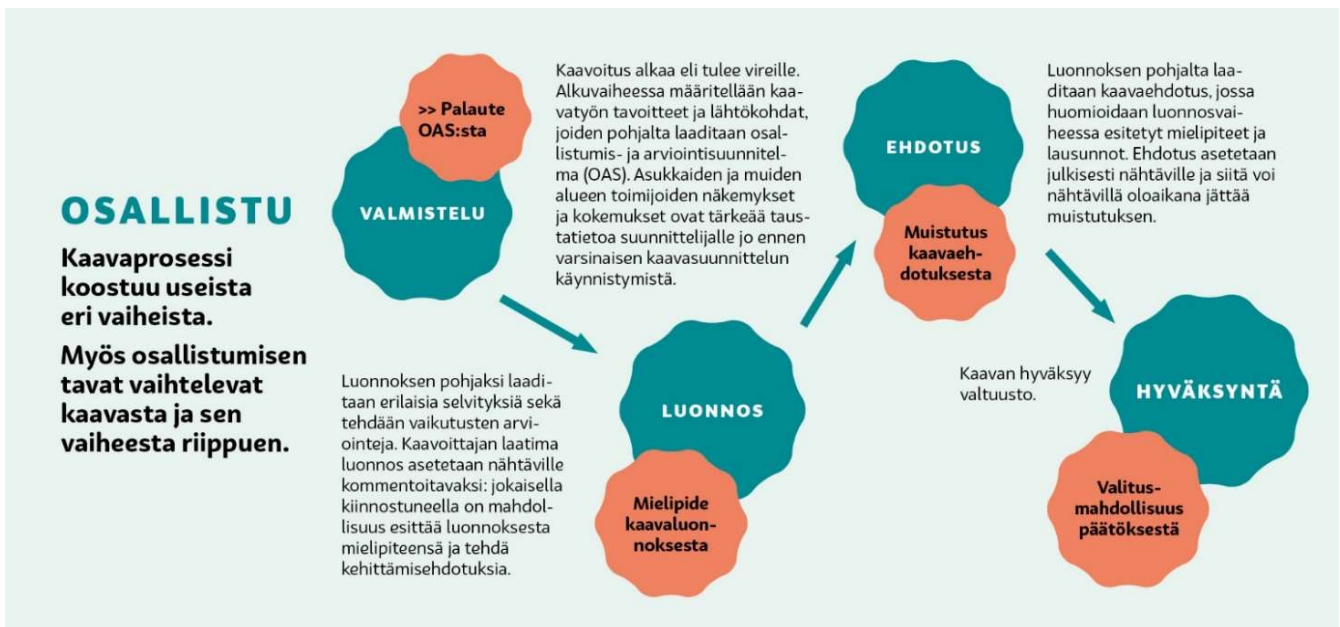 OSALLISTU
Kaavaprosessi
koostuu useista
eri vaiheista.
Myös osallistumisen
tavat vaihtelevat
kaavasta ja sen
vaiheesta riippuen.
>> Palaute
OAS:sta
VALMISTELU
Kaavoitus alkaa eli tulee vireille.
Alkuvaiheessa määritellään kaa-
vatyön tavoitteet ja lähtökohdat,
joiden pohjalta laaditaan osal-
listumis- ja arviointisuunnitel-
ma (OAS). Asukkaiden ja muiden
alueen toimijoiden näkemykset
ja kokemukset ovat tärkeää taus-
tatietoa suunnittelijalle jo ennen
varsinaisen kaavasuunnittelun
käynnistymistä.
Luonnoksen pohjaksi laadi-
taan erilaisia selvityksiä sekä
tehdään vaikutusten arvi-
ointeja. Kaavoittajan laatima
luonnos asetetaan nähtäville
kommentoitavaksi: jokaisella
kiinnostuneella on mahdol-
lisuus esittää luonnoksesta
mielipiteensä ja tehdä
kehittämisehdotuksia.
LUONNOS
Mielipide
kaavaluon-
noksesta
EHDOTUS
Muistutus
kaavaeh-
dotuksesta
Luonnoksen pohjalta laa-
ditaan kaavaehdotus, jossa
huomioidaan luonnosvai-
heessa esitetyt mielipiteet ja
lausunnot. Ehdotus asetetaan
julkisesti nähtäville ja siitä voi
nähtävillä oloaikana jättää
muistutuksen.
Kaavan hyväksyy
valtuusto.
HYVÄKSYNTÄ
Valitus-
mahdollisuus
päätöksestä